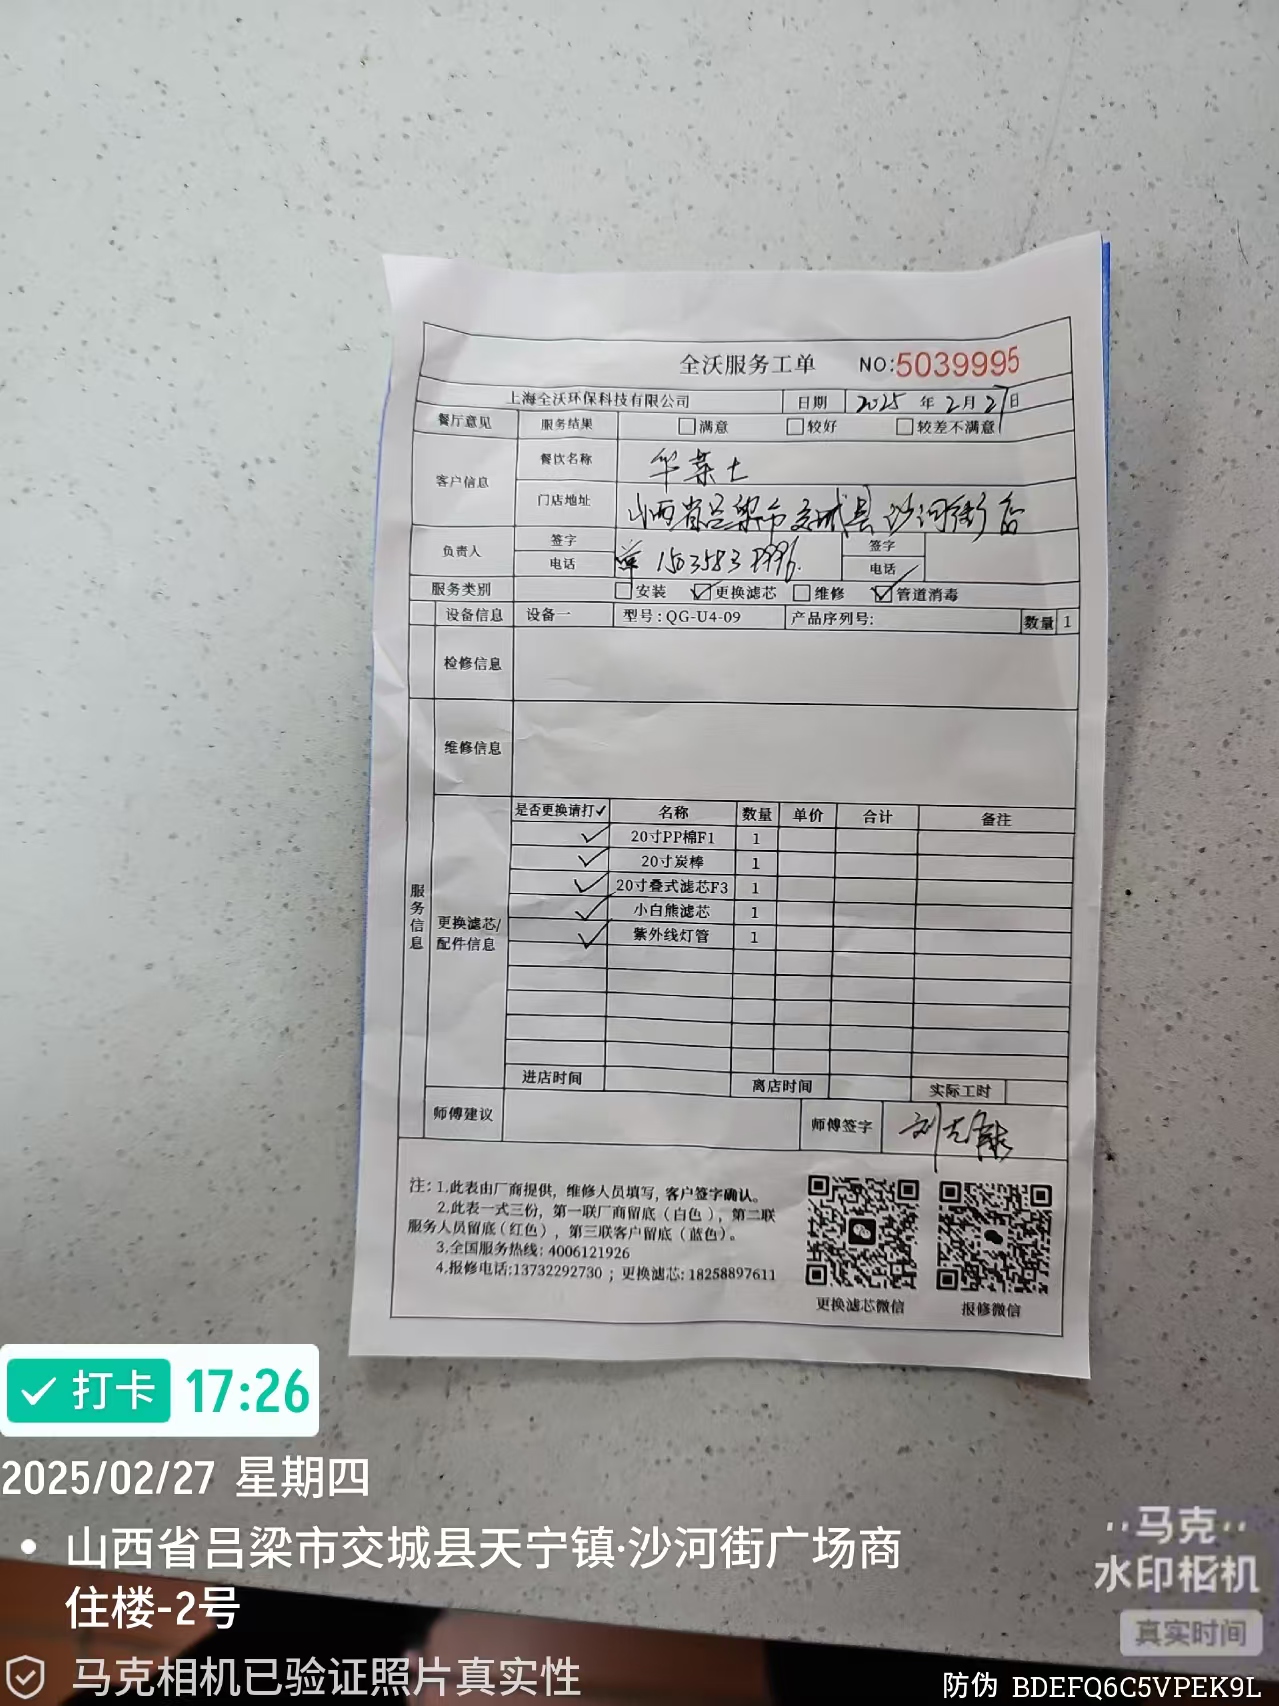 全沃服务工单 NO:5039995
上海全沃环保科技有限公司 日期 2025 年 2 月 27 日
餐厅意见 服务结果 满意 较好 较差不满意
客户信息 餐饮名称 华莱士
门店地址 山西省吕梁市交城县沙河街店
负责人 签字 签字
电话 1503583 电话
服务类别 安装 ✓更换滤芯 维修 ✓管道消毒
设备信息 设备一 型号:QG-U4-09 产品序列号: 数量 1
检修信息
维修信息
服务信息
更换滤芯/配件信息
是否更换请打✓ 名称 数量 单价 合计 备注
✓ 20寸PP棉F1 1
✓ 20寸炭棒 1
✓ 20寸叠式滤芯F3 1
✓ 小白熊滤芯 1
✓ 紫外线灯管 1
进店时间 离店时间 实际工时
师傅建议 师傅签字
注:1.此表由厂商提供,维修人员填写,客户签字确认。
2.此表一式三份,第一联厂商留底(白色),第二联
服务人员留底(红色),第三联客户留底(蓝色)。
3.全国服务热线:4006121926
4.报修电话:13732292730;更换滤芯:18258897611
更换滤芯微信 报修微信
打卡 17:26
2025/02/27 星期四
山西省吕梁市交城县天宁镇·沙河街广场商
住楼-2号
马克相机已验证照片真实性
马克
水印相机
真实时间
防伪 BDEFQ6C5VPEK9L